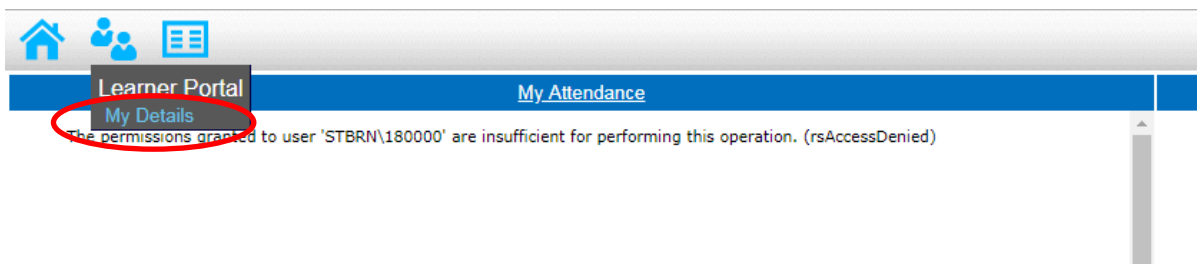 Learner Portal
My Attendance
My Details
The permissions granted to user 'STBRN\180000' are insufficient for performing this operation. (rsAccessDenied)